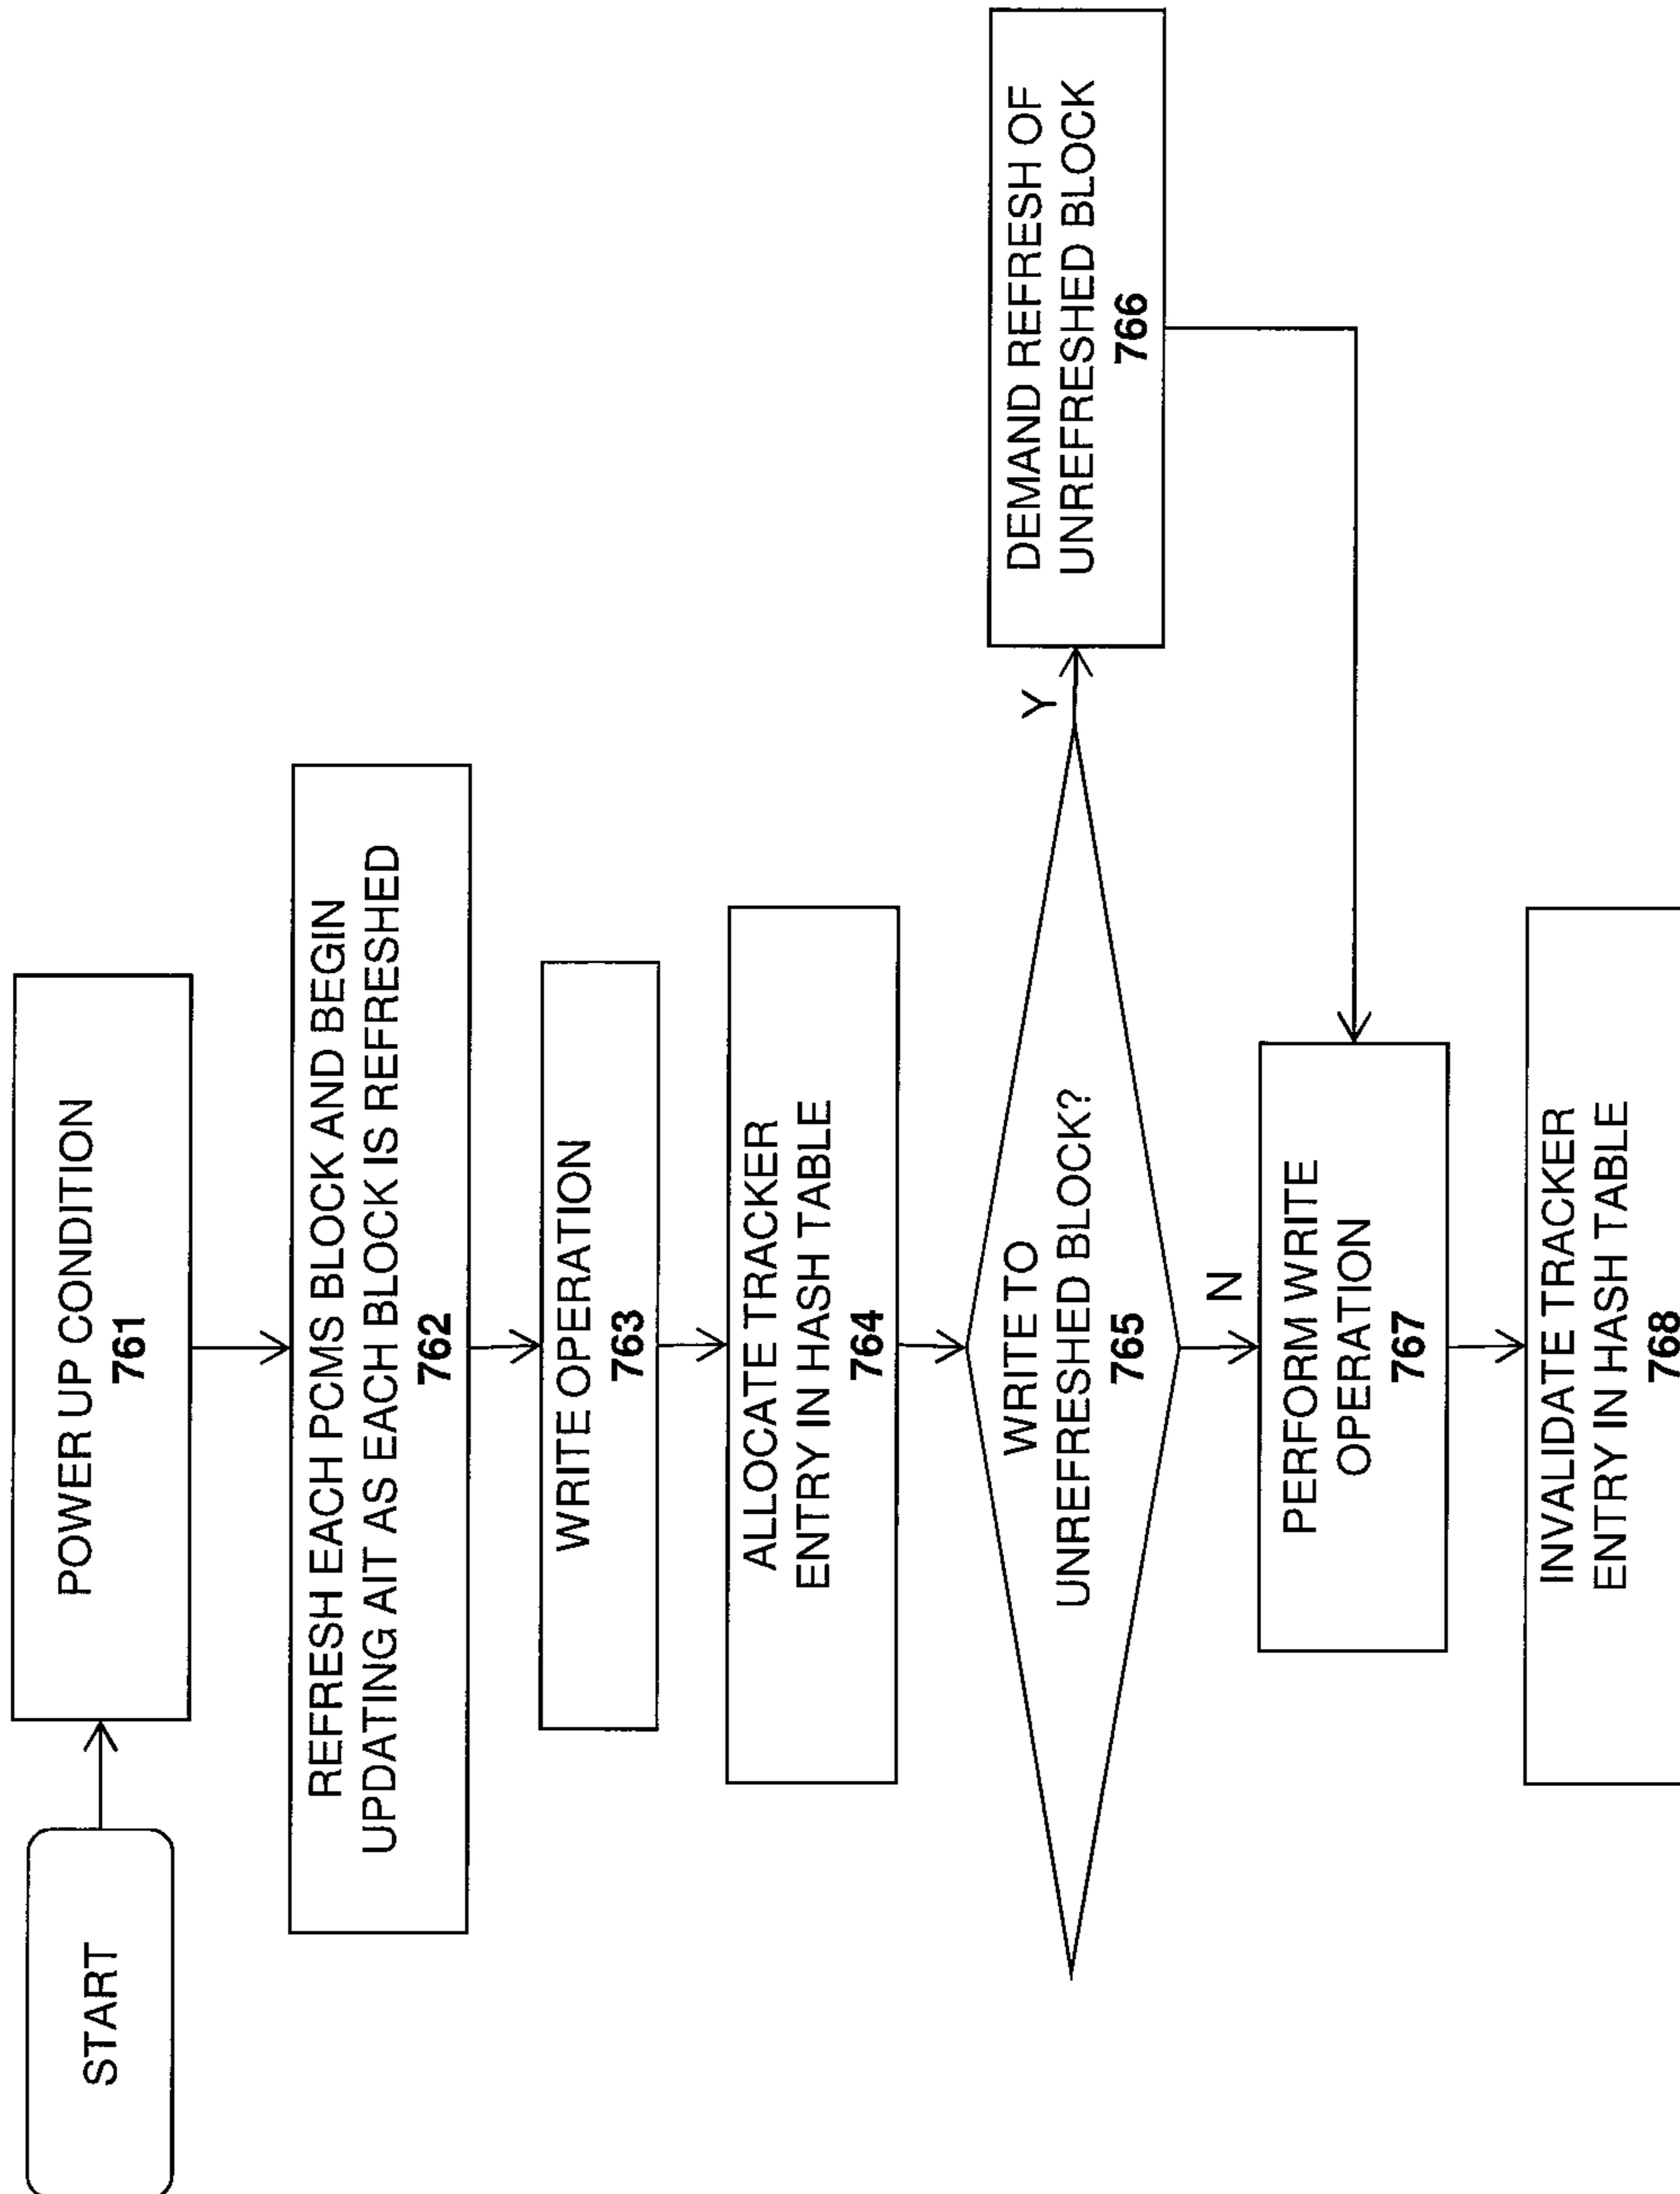 START
POWER UP CONDITION
761
REFRESH EACH PCMS BLOCK AND BEGIN
UPDATING AIT AS EACH BLOCK IS REFRESHED
762
WRITE OPERATION
763
ALLOCATE TRACKER
ENTRY IN HASH TABLE
764
WRITE TO
UNREFRESHED BLOCK?
765
Y
DEMAND REFRESH OF
UNREFRESHED BLOCK
766
N
PERFORM WRITE
OPERATION
767
INVALIDATE TRACKER
ENTRY IN HASH TABLE
768